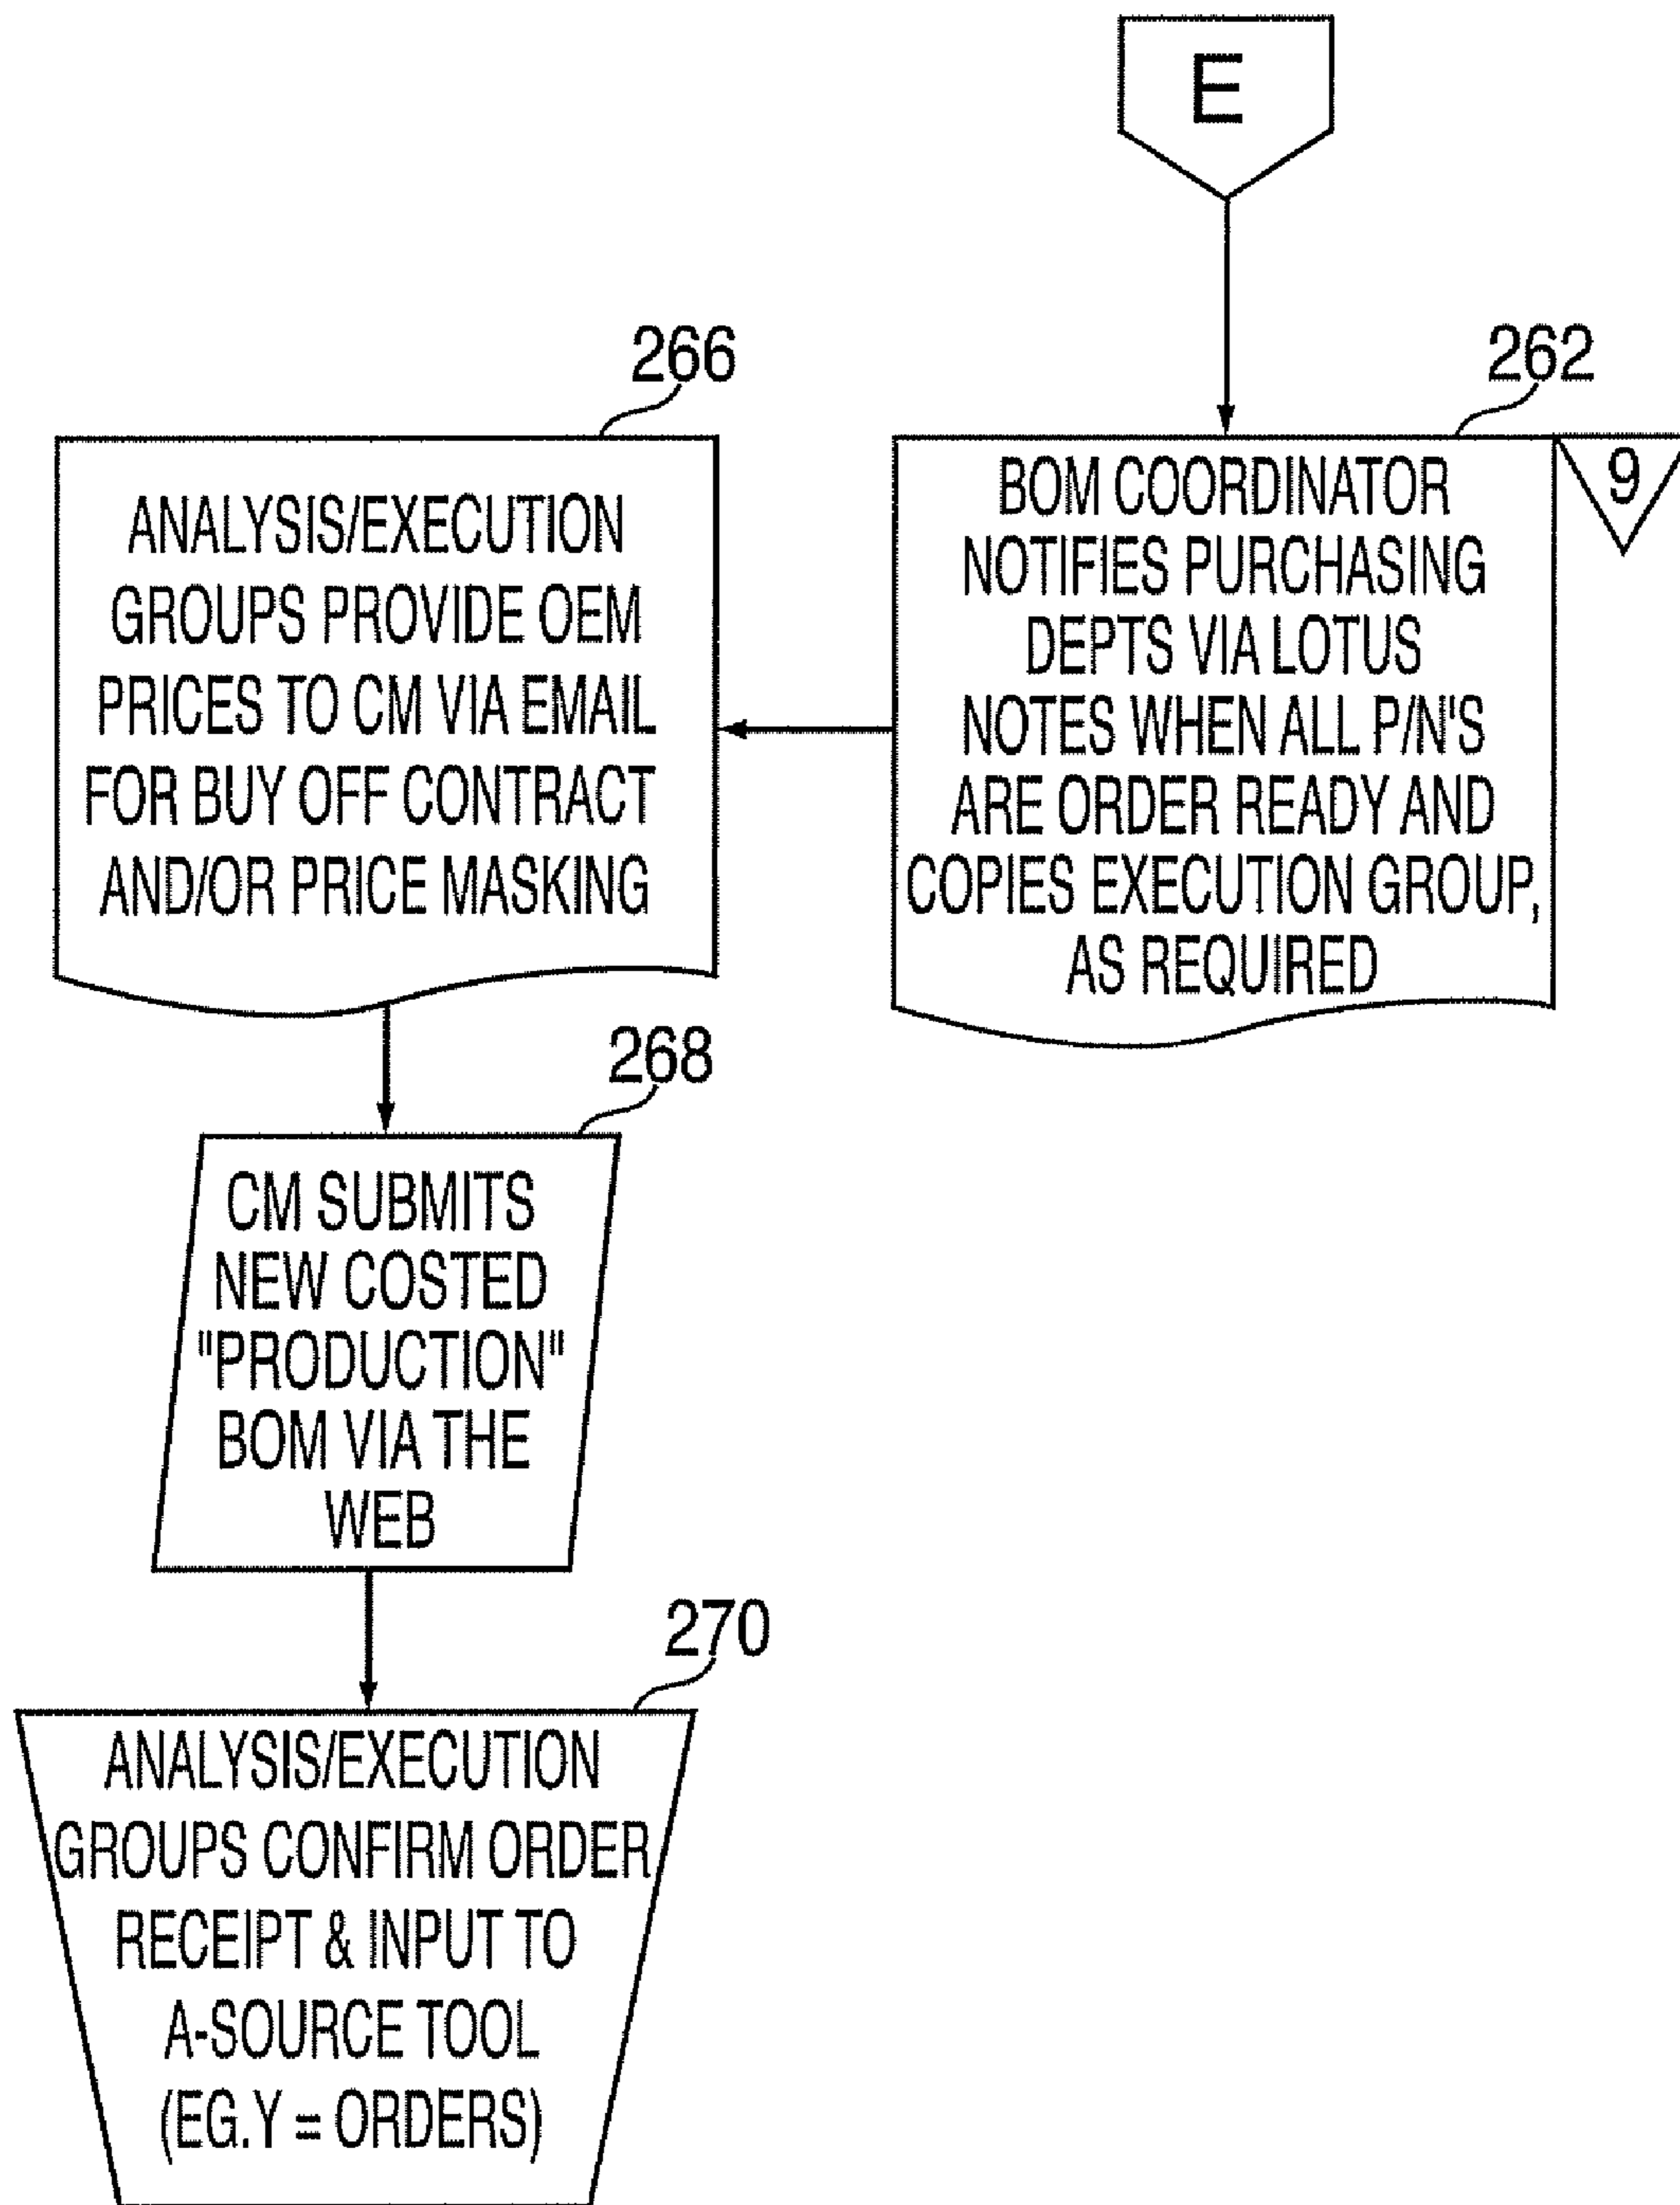 E
262
9
BOM COORDINATOR
NOTIFIES PURCHASING
DEPTS VIA LOTUS
NOTES WHEN ALL P/N'S
ARE ORDER READY AND
COPIES EXECUTION GROUP,
AS REQUIRED
266
ANALYSIS/EXECUTION
GROUPS PROVIDE OEM
PRICES TO CM VIA EMAIL
FOR BUY OFF CONTRACT
AND/OR PRICE MASKING
268
CM SUBMITS
NEW COSTED
"PRODUCTION"
BOM VIA THE
WEB
270
ANALYSIS/EXECUTION
GROUPS CONFIRM ORDER
RECEIPT & INPUT TO
A-SOURCE TOOL
(EG.Y = ORDERS)